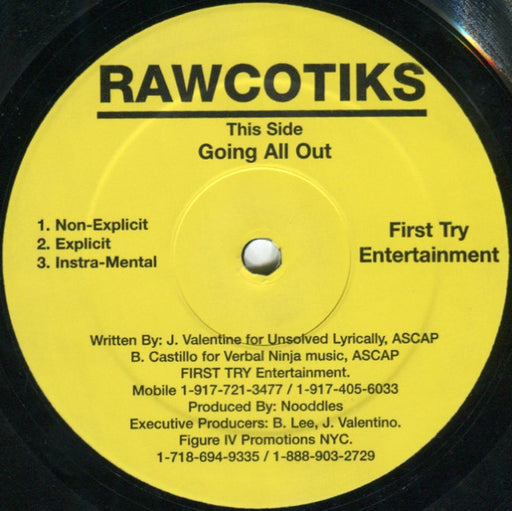 RAWCOTIKS
This Side
Going All Out
1. Non-Explicit
2. Explicit
3. Instra-Mental
First Try
Entertainment
Written By: J. Valentine for Unsolved Lyrically, ASCAP
B. Castillo for Verbal Ninja music, ASCAP
FIRST TRY Entertainment.
Mobile 1-917-721-3477 / 1-917-405-6033
Produced By: Nooddles
Executive Producers: B. Lee, J. Valentino.
Figure IV Promotions NYC.
1-718-694-9335 / 1-888-903-2729